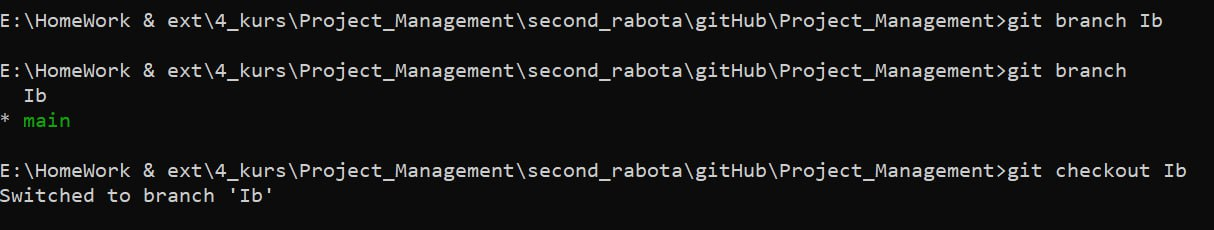 E:\HomeWork & ext\4_kurs\Project_Management\second_rabota\gitHub\Project_Management>git branch Ib
E:\HomeWork & ext\4_kurs\Project_Management\second_rabota\gitHub\Project_Management>git branch
  Ib
* main
E:\HomeWork & ext\4_kurs\Project_Management\second_rabota\gitHub\Project_Management>git checkout Ib
Switched to branch 'Ib'